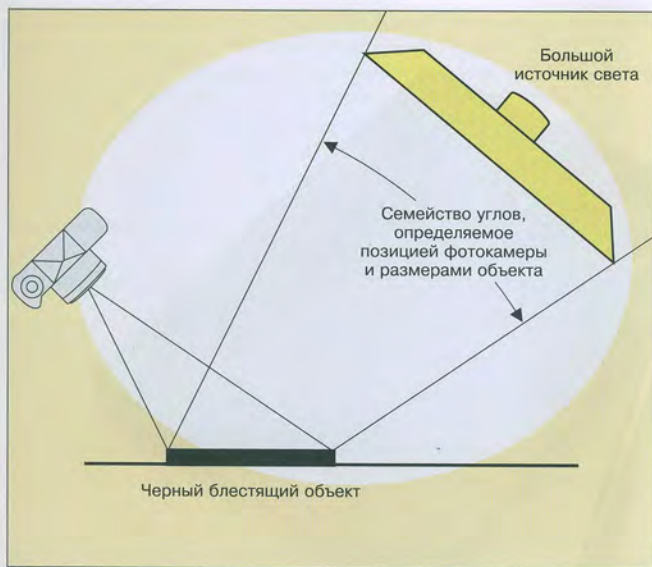 Большой
источник света
Семейство углов,
определяемое
позицией фотокамеры
и размерами объекта
Черный блестящий объект